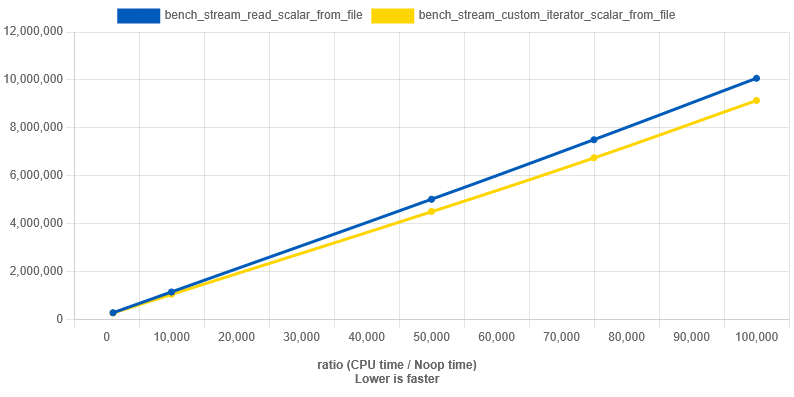 bench_stream_read_scalar_from_file bench_stream_custom_iterator_scalar_from_file
12,000,000
10,000,000
8,000,000
6,000,000
4,000,000
2,000,000
0
0 10,000 20,000 30,000 40,000 50,000 60,000 70,000 80,000 90,000 100,000
ratio (CPU time / Noop time)
Lower is faster